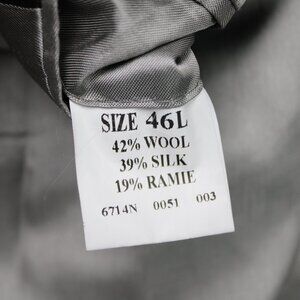 SIZE 46L
42% WOOL
39% SILK
19% RAMIE
6714N 0051 003